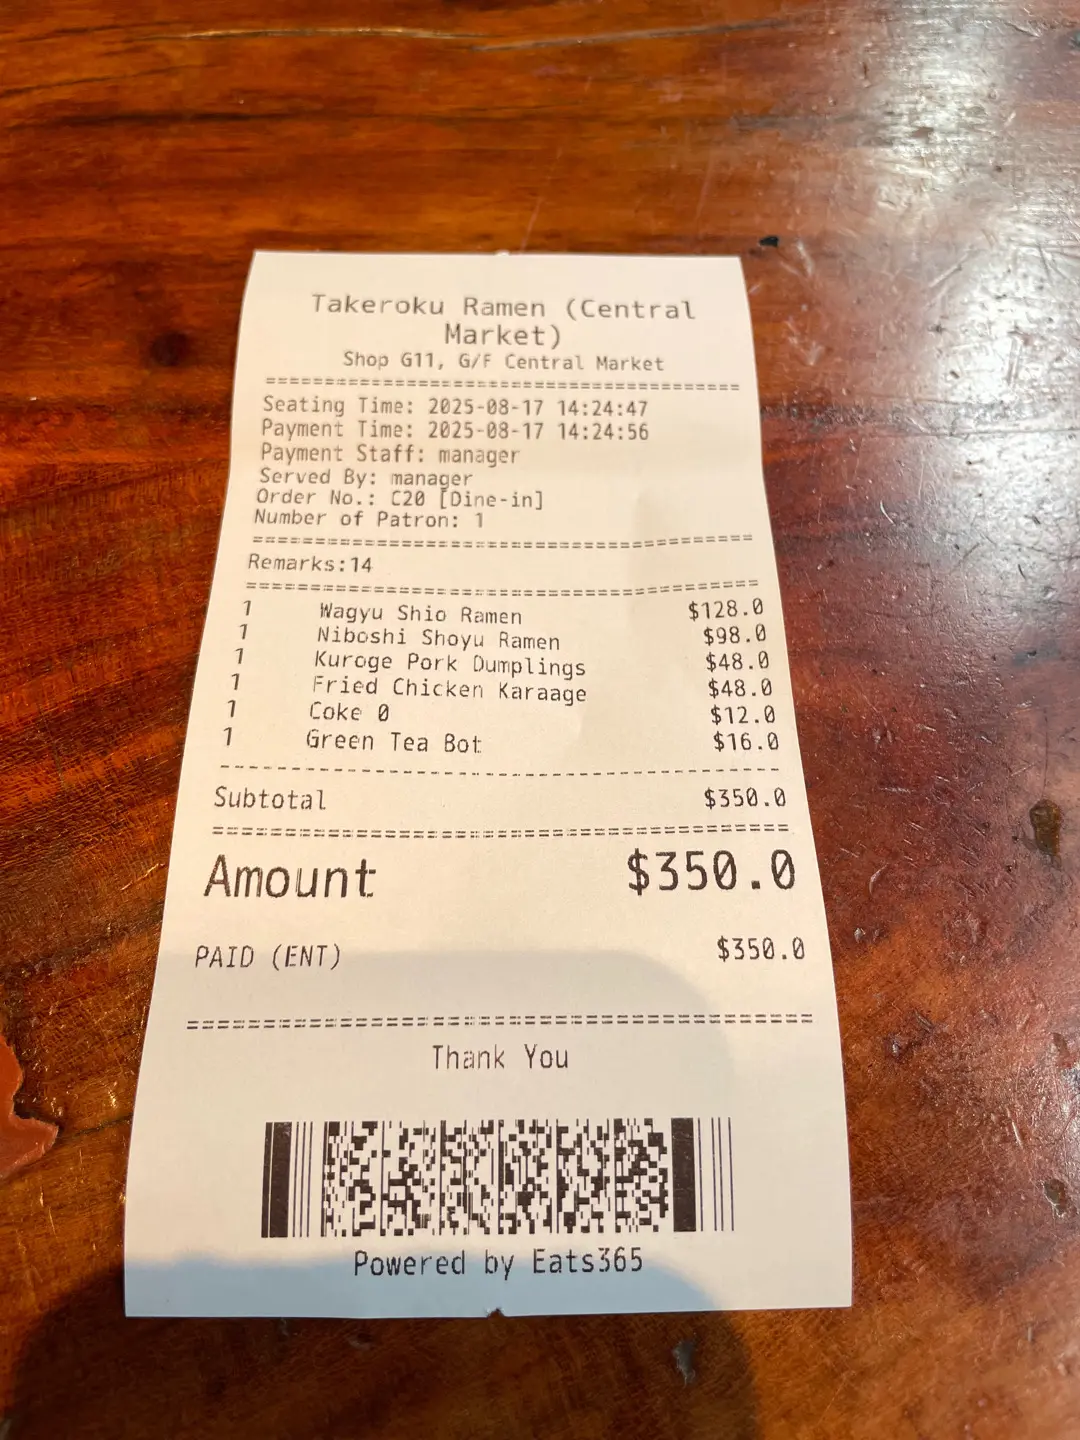 Takeroku Ramen (Central
Market)
Shop G11, G/F Central Market
========================================
Seating Time: 2025-08-17 14:24:47
Payment Time: 2025-08-17 14:24:56
Payment Staff: manager
Served By: manager
Order No.: C20 [Dine-in]
Number of Patron: 1
========================================
Remarks:14
========================================
1 Wagyu Shio Ramen $128.0
1 Niboshi Shoyu Ramen $98.0
1 Kuroge Pork Dumplings $48.0
1 Fried Chicken Karaage $48.0
1 Coke 0 $12.0
1 Green Tea Bot $16.0
----------------------------------------
Subtotal $350.0
========================================
Amount $350.0
PAID (ENT) $350.0
========================================
Thank You
Powered by Eats365